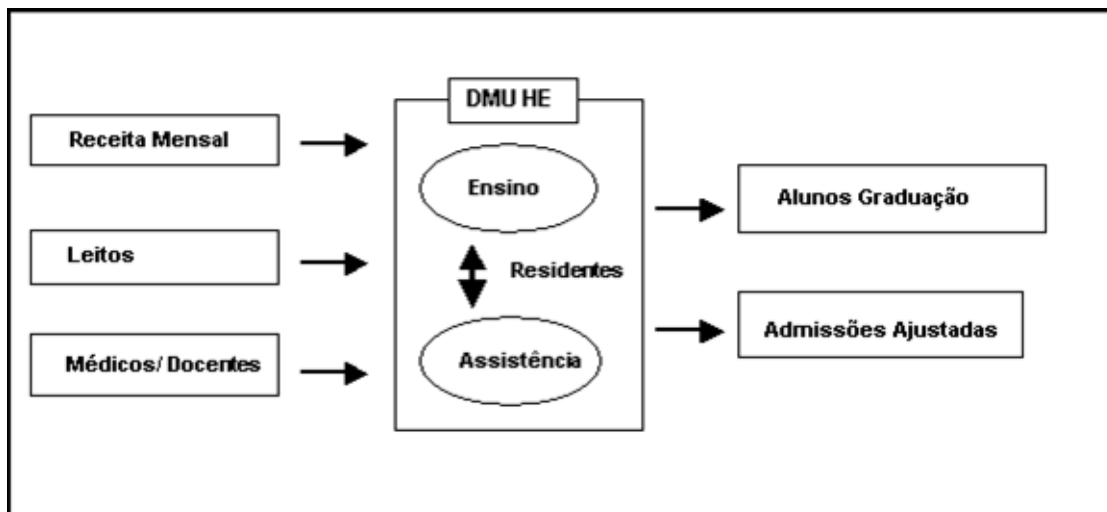 DMU HE
Receita Mensal
Ensino
Alunos Graduação
Leitos
Residentes
Admissões Ajustadas
Médicos/ Docentes
Assistência